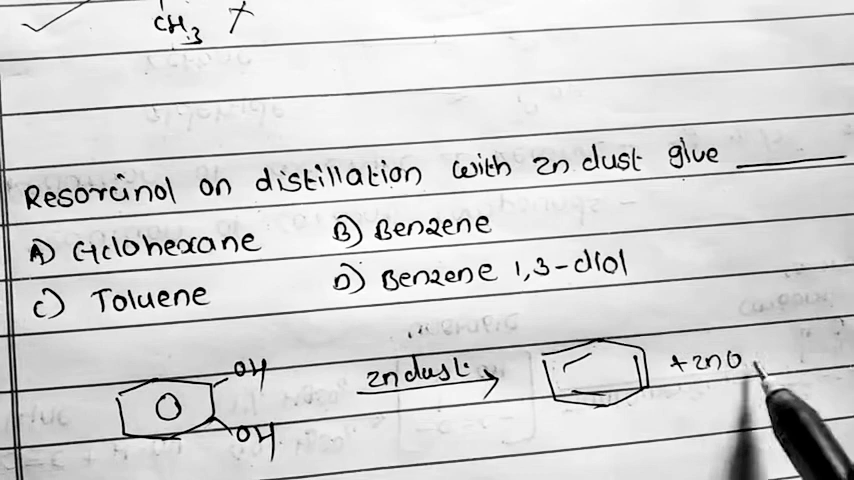 CH3
Resorcinol on distillation with zn dust give ______
A) Cyclohexane B) Benzene
C) Toluene D) Benzene 1,3-diol
OH
zn dust + znO
OH